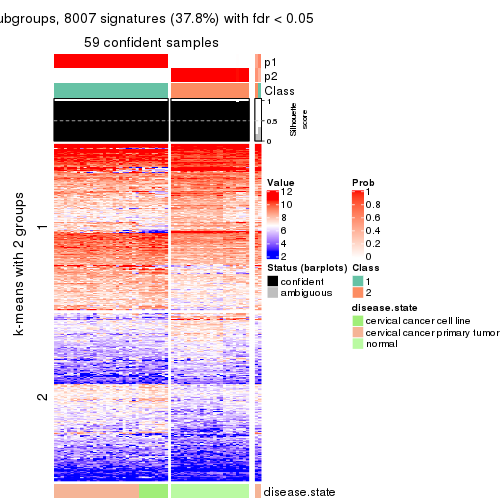 ubgroups, 8007 signatures (37.8%) with fdr < 0.05
59 confident samples
p1
p2
Class
1
0.5
0
Silhouette
score
k-means with 2 groups
1
2
Value
12
10
8
6
4
2
Prob
1
0.8
0.6
0.4
0.2
0
Status (barplots)
confident
ambiguous
Class
1
2
disease.state
cervical cancer cell line
cervical cancer primary tumor
normal
disease.state